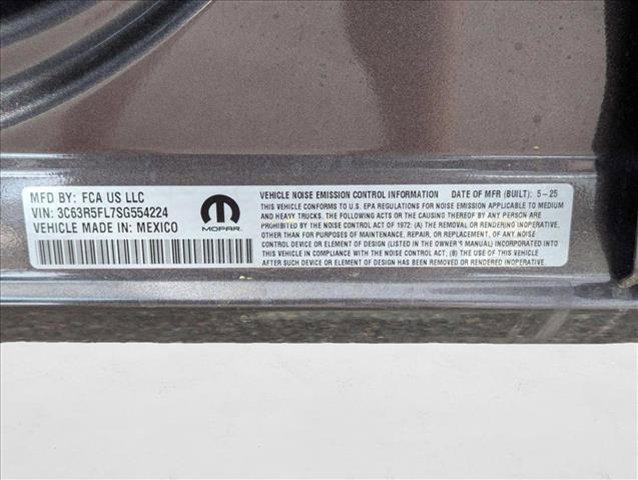 MFD BY: FCA US LLC
VIN: 3C63R5FL7SG554224
VEHICLE MADE IN: MEXICO
MOPAR
VEHICLE NOISE EMISSION CONTROL INFORMATION DATE OF MFR (BUILT): 5-25
THIS VEHICLE CONFORMS TO U.S. EPA REGULATIONS FOR NOISE EMISSION APPLICABLE TO MEDIUM
AND HEAVY TRUCKS. THE FOLLOWING ACTS OR THE CAUSING THEREOF BY ANY PERSON ARE
PROHIBITED BY THE NOISE CONTROL ACT OF 1972: (A) THE REMOVAL OR RENDERING INOPERATIVE,
OTHER THAN FOR PURPOSES OF MAINTENANCE, REPAIR, OR REPLACEMENT, OF ANY NOISE
CONTROL DEVICE OR ELEMENT OF DESIGN (LISTED IN THE OWNER'S MANUAL) INCORPORATED INTO
THIS VEHICLE IN COMPLIANCE WITH THE NOISE CONTROL ACT; (B) THE USE OF THIS VEHICLE
AFTER SUCH DEVICE OR ELEMENT OF DESIGN HAS BEEN REMOVED OR RENDERED INOPERATIVE.